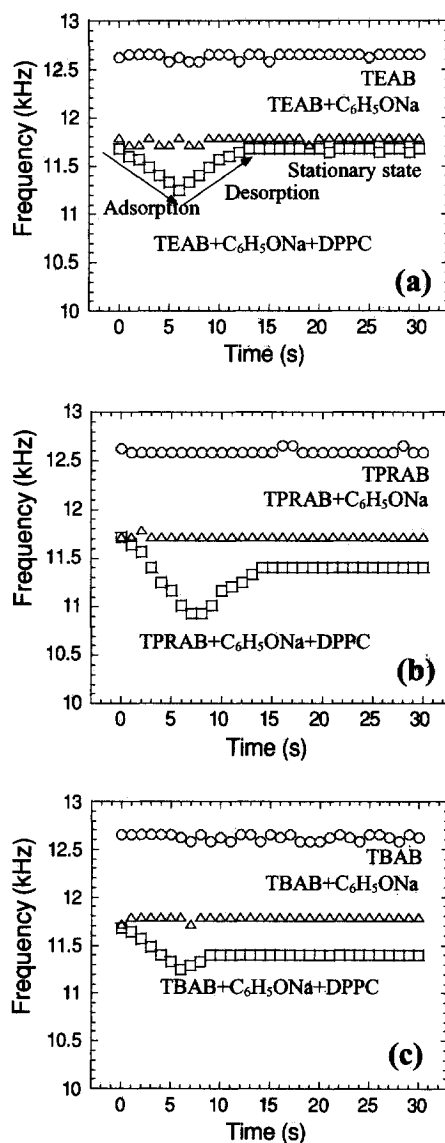 13
12.5
12
11.5
11
10.5
10
Frequency (kHz)
TEAB
TEAB+C₆H₅ONa
Stationary state
Desorption
Adsorption
TEAB+C₆H₅ONa+DPPC
(a)
0 5 10 15 20 25 30
Time (s)
13
12.5
12
11.5
11
10.5
10
Frequency (kHz)
TPRAB
TPRAB+C₆H₅ONa
TPRAB+C₆H₅ONa+DPPC
(b)
0 5 10 15 20 25 30
Time (s)
13
12.5
12
11.5
11
10.5
10
Frequency (kHz)
TBAB
TBAB+C₆H₅ONa
TBAB+C₆H₅ONa+DPPC
(c)
0 5 10 15 20 25 30
Time (s)